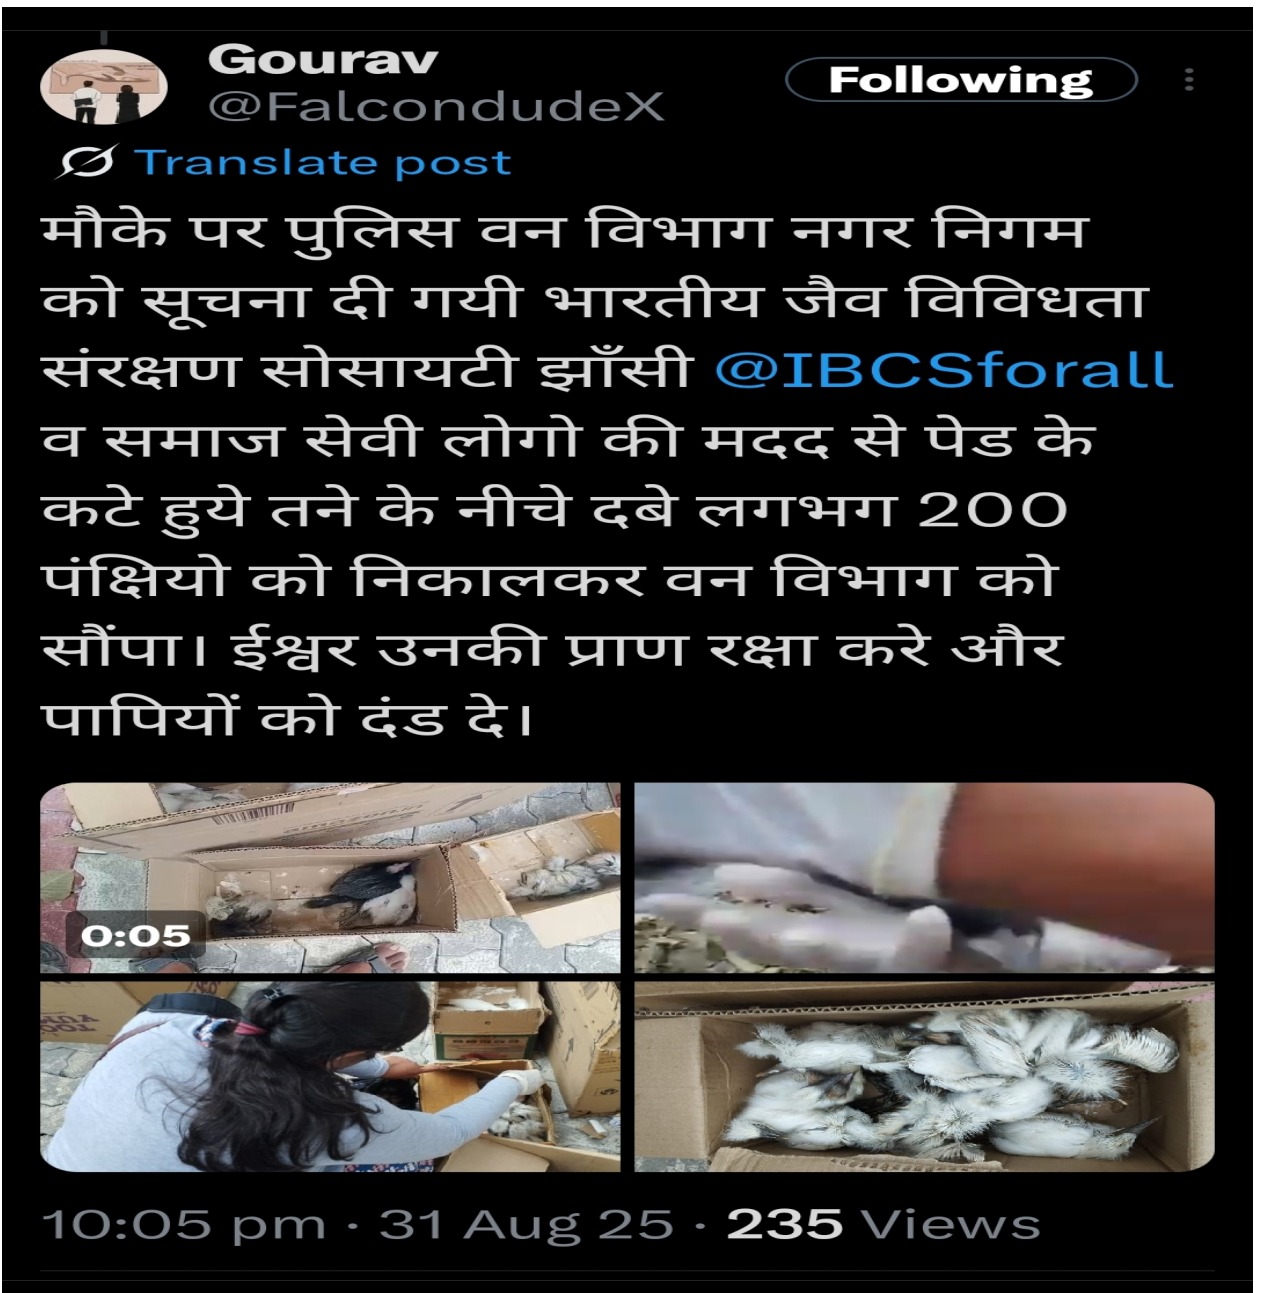 Gourav
@FalcondudeX
Following
Translate post
मौके पर पुलिस वन विभाग नगर निगम
को सूचना दी गयी भारतीय जैव विविधता
संरक्षण सोसायटी झाँसी @IBCSforall
व समाज सेवी लोगो की मदद से पेड के
कटे हुये तने के नीचे दबे लगभग 200
पंक्षियो को निकालकर वन विभाग को
सौंपा। ईश्वर उनकी प्राण रक्षा करे और
पापियों को दंड दे।
0:05
10:05 pm · 31 Aug 25 · 235 Views